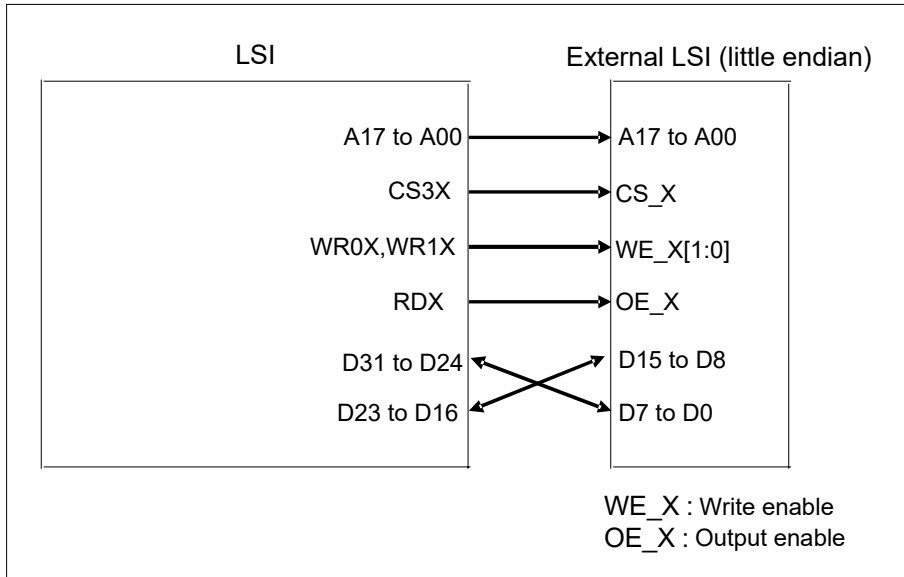 LSI
External LSI (little endian)
A17 to A00
A17 to A00
CS3X
CS_X
WR0X,WR1X
WE_X[1:0]
RDX
OE_X
D31 to D24
D15 to D8
D23 to D16
D7 to D0
WE_X : Write enable
OE_X : Output enable